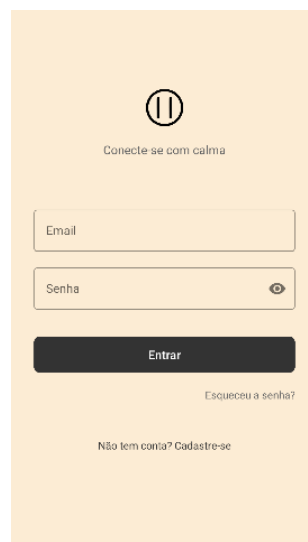 Conecte-se com calma
Email
Senha
Entrar
Esqueceu a senha?
Não tem conta? Cadastre-se